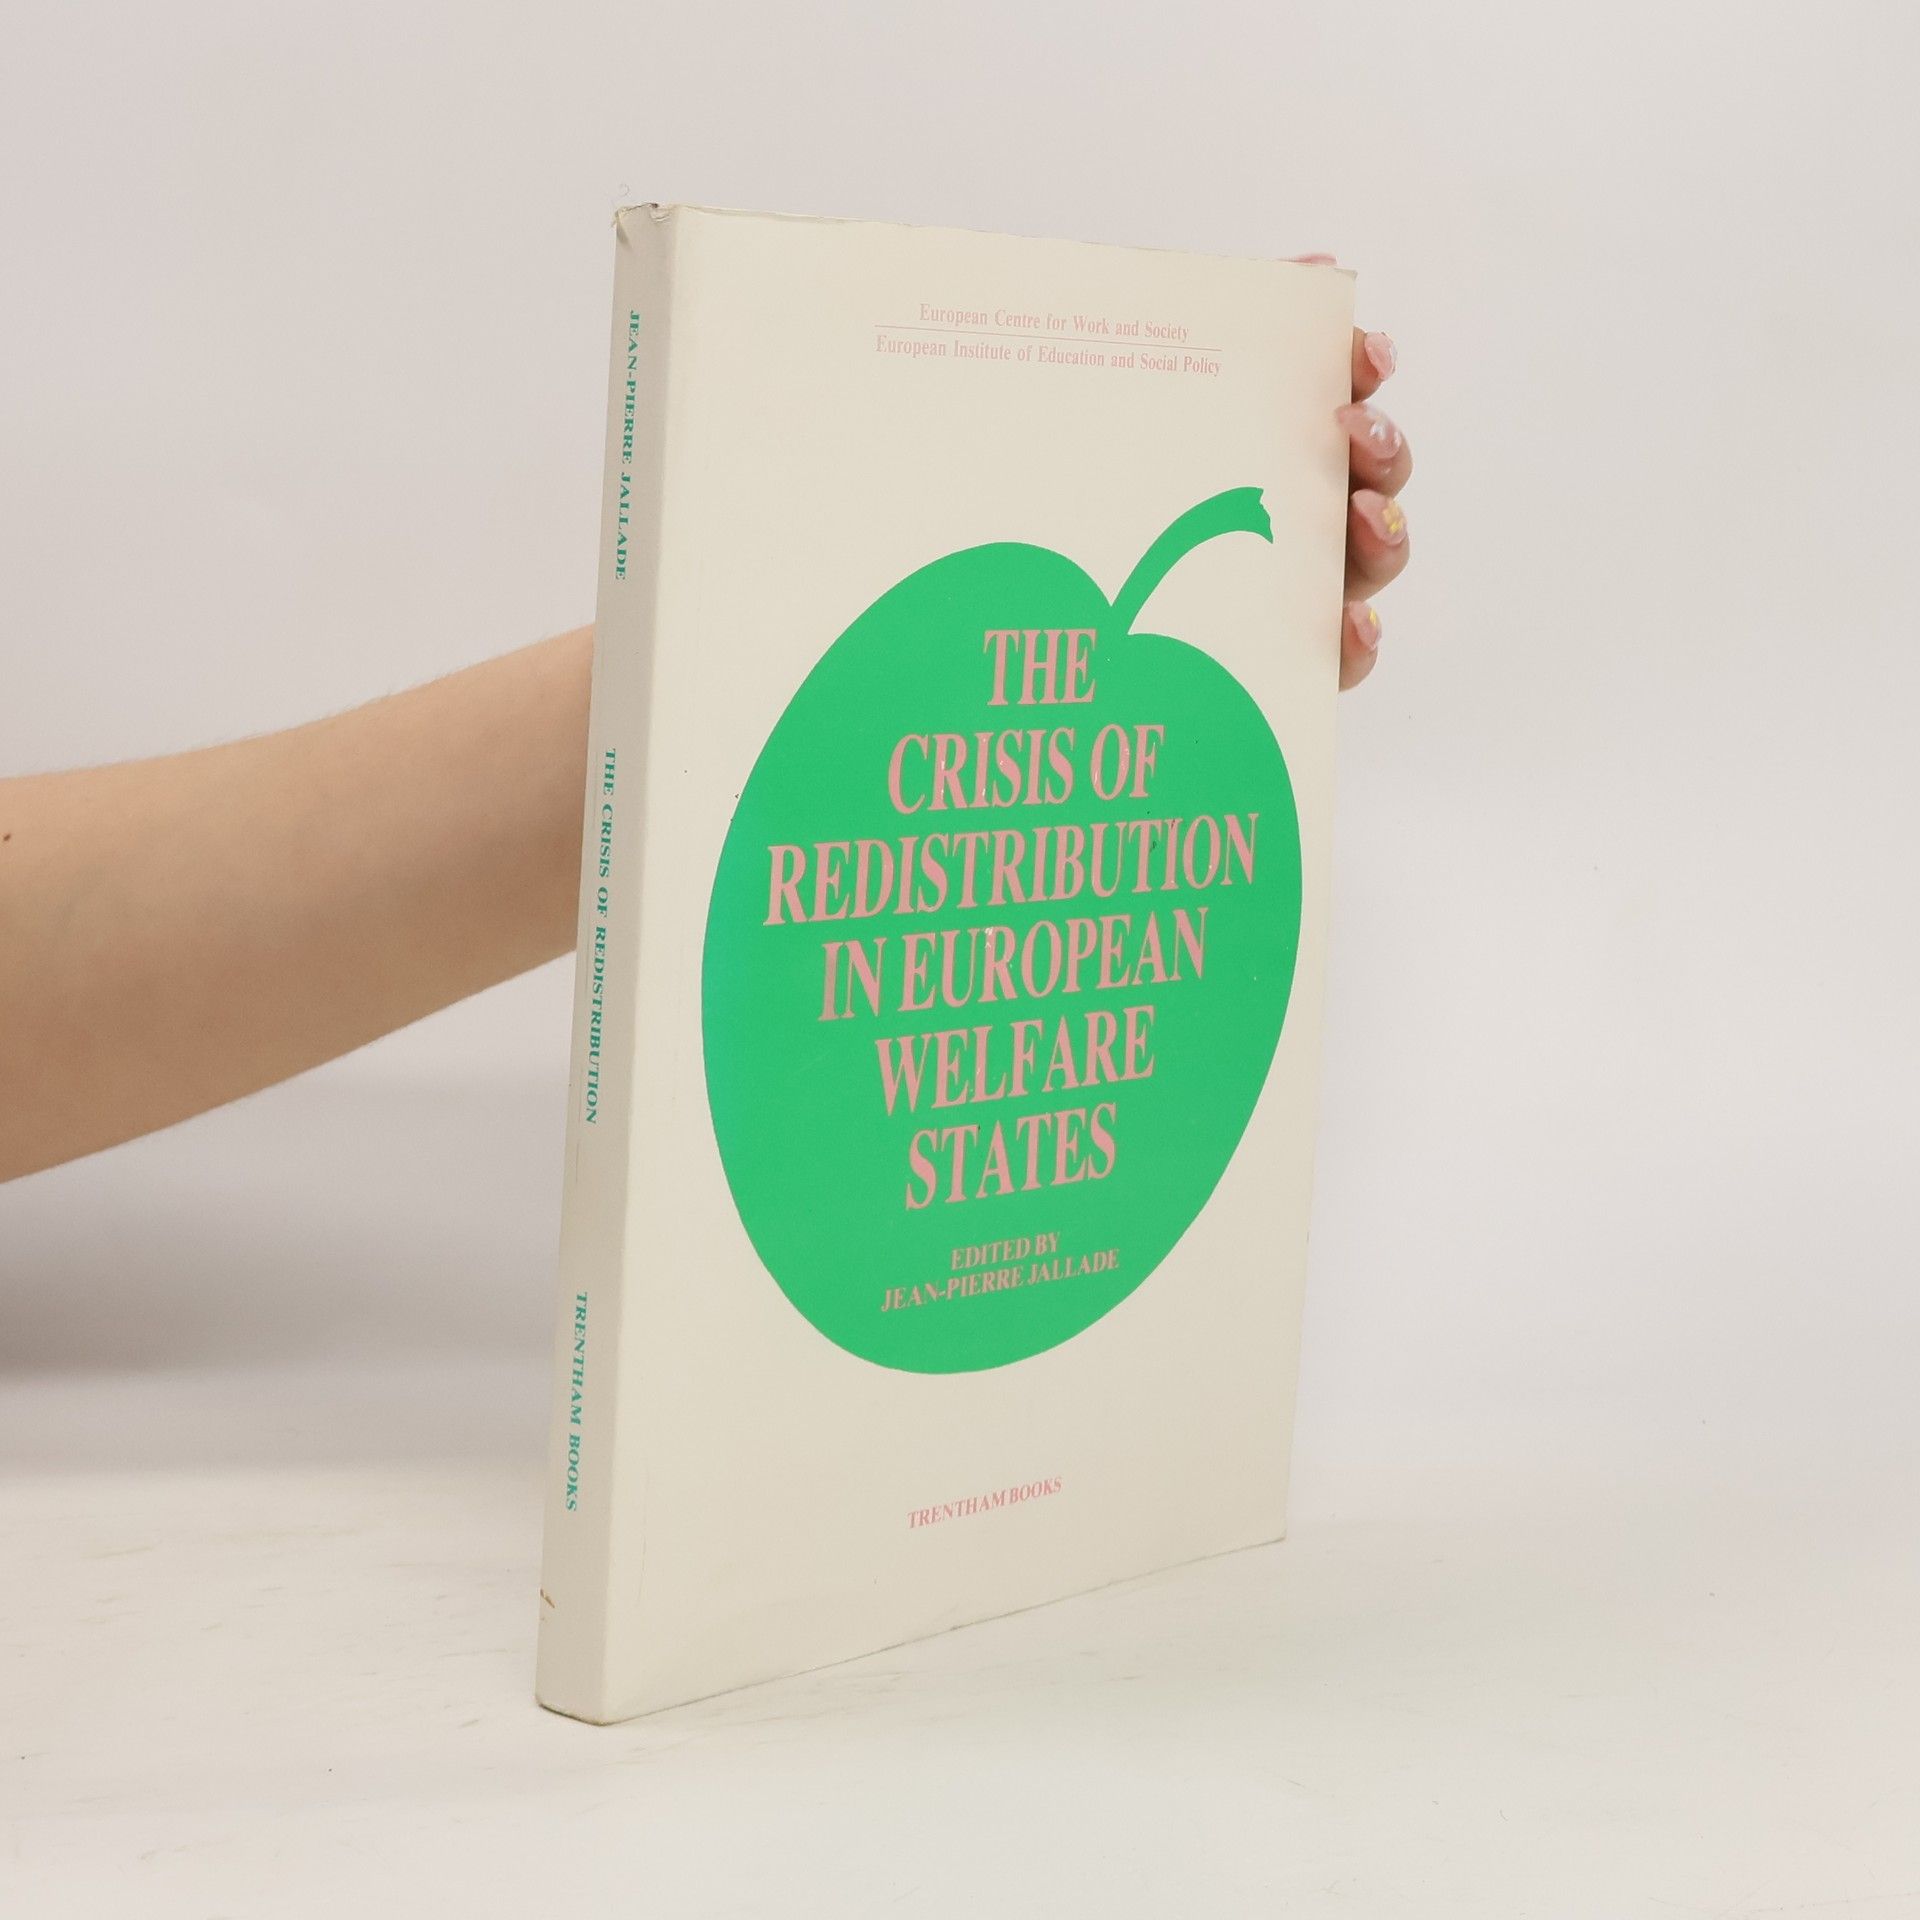 JEAN-PIERRE JALLADE
THE CRISIS OF REDISTRIBUTION
TRENTHAM BOOKS
European Centre for Work and Society
European Institute of Education and Social Policy
THE
CRISIS OF
REDISTRIBUTION
IN EUROPEAN
WELFARE
STATES
EDITED BY
JEAN-PIERRE JALLADE
TRENTHAM BOOKS